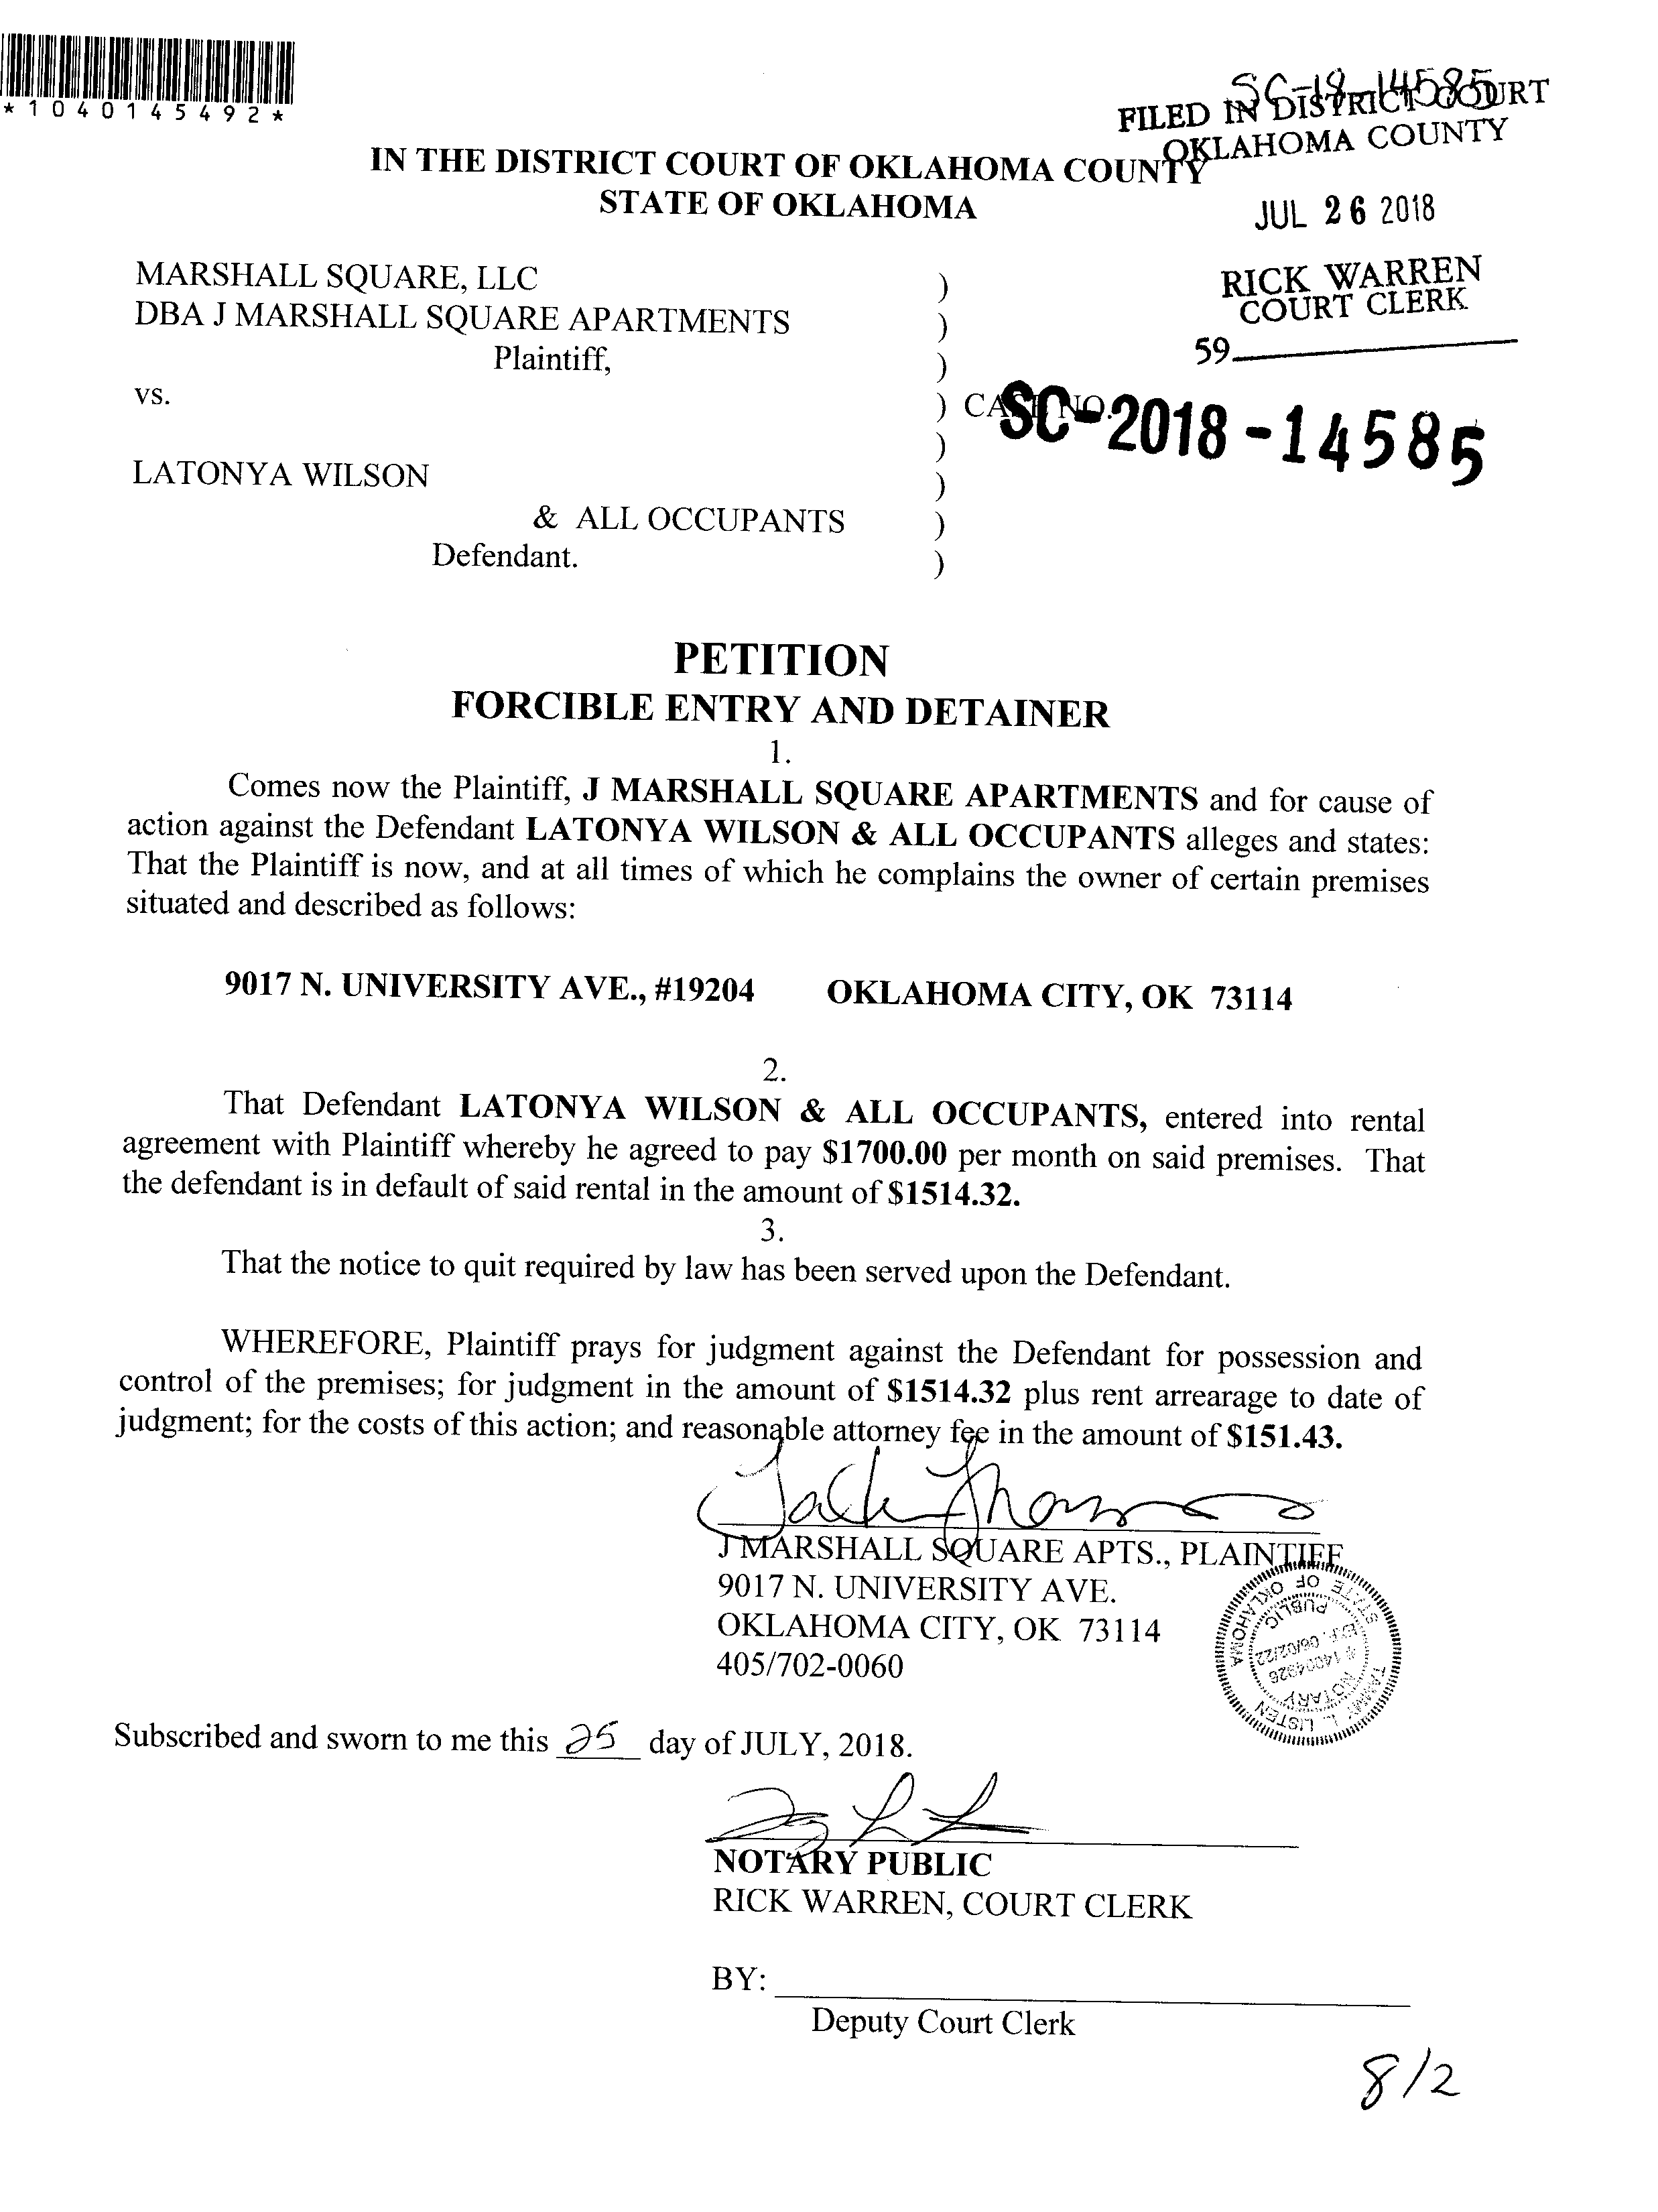 *1040145492*
SC-18-14585
FILED IN DISTRICT COURT
OKLAHOMA COUNTY
IN THE DISTRICT COURT OF OKLAHOMA COUNTY
STATE OF OKLAHOMA
JUL 26 2018
RICK WARREN
COURT CLERK
59
MARSHALL SQUARE, LLC )
DBA J MARSHALL SQUARE APARTMENTS )
Plaintiff, )
vs. ) CASE NO.
SC-2018-14585
)
LATONYA WILSON )
& ALL OCCUPANTS )
Defendant. )
PETITION
FORCIBLE ENTRY AND DETAINER
1.
Comes now the Plaintiff, J MARSHALL SQUARE APARTMENTS and for cause of
action against the Defendant LATONYA WILSON & ALL OCCUPANTS alleges and states:
That the Plaintiff is now, and at all times of which he complains the owner of certain premises
situated and described as follows:
9017 N. UNIVERSITY AVE., #19204 OKLAHOMA CITY, OK 73114
2.
That Defendant LATONYA WILSON & ALL OCCUPANTS, entered into rental
agreement with Plaintiff whereby he agreed to pay $1700.00 per month on said premises. That
the defendant is in default of said rental in the amount of $1514.32.
3.
That the notice to quit required by law has been served upon the Defendant.
WHEREFORE, Plaintiff prays for judgment against the Defendant for possession and
control of the premises; for judgment in the amount of $1514.32 plus rent arrearage to date of
judgment; for the costs of this action; and reasonable attorney fee in the amount of $151.43.
J MARSHALL SQUARE APTS., PLAINTIFF
9017 N. UNIVERSITY AVE.
OKLAHOMA CITY, OK 73114
405/702-0060
TAMMY L. LISTEN
STATE OF OKLAHOMA
NOTARY
# 14004926
EXP. 06/02/22
PUBLIC
Subscribed and sworn to me this 25 day of JULY, 2018.
NOTARY PUBLIC
RICK WARREN, COURT CLERK
BY:
Deputy Court Clerk
8/2